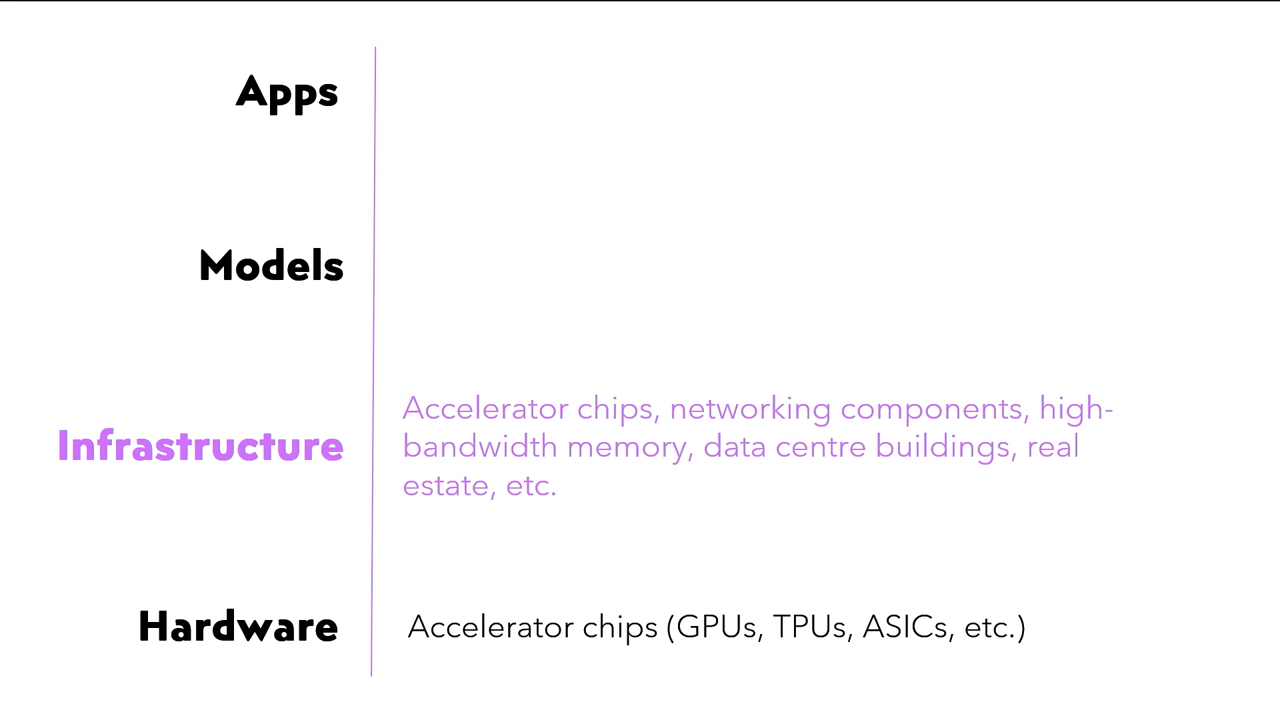 Apps
Models
Infrastructure
Accelerator chips, networking components, high-
bandwidth memory, data centre buildings, real
estate, etc.
Hardware
Accelerator chips (GPUs, TPUs, ASICs, etc.)